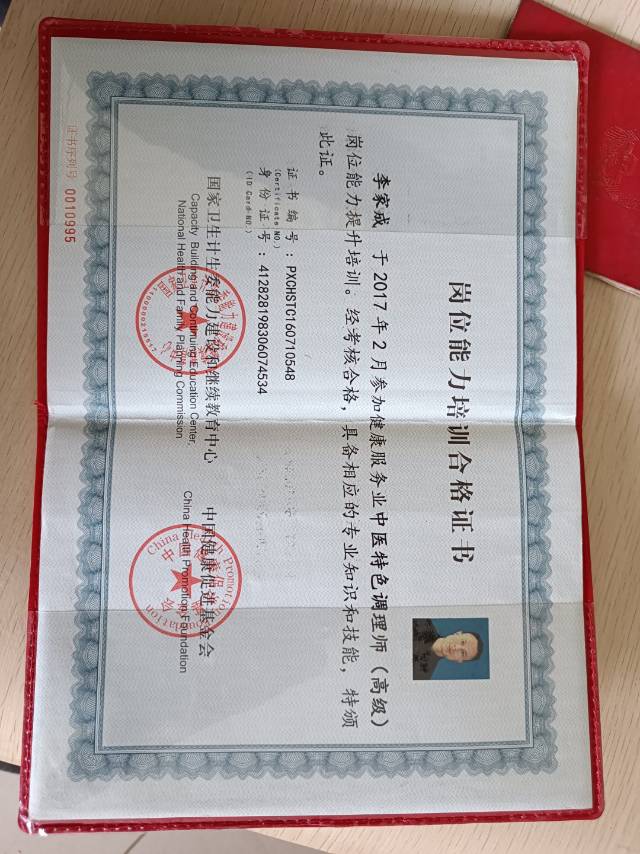 岗位能力培训合格证书
李家成 于2017年2月参加健康服务业中医特色调理师（高级）
岗位能力提升培训。经考核合格，具备相应的专业知识和技能，特颁
此证。
证书编号：PXCHSTC160710548
(Certificate NO.)
身份证号：412828198306074534
(ID Card NO.)
国家卫生计生委能力建设和继续教育中心
Capacity Building and Continuing Education Center,
National Health and Family Planning Commission
中国健康促进基金会
China Health Promotion Foundation
证书序列号 0010995